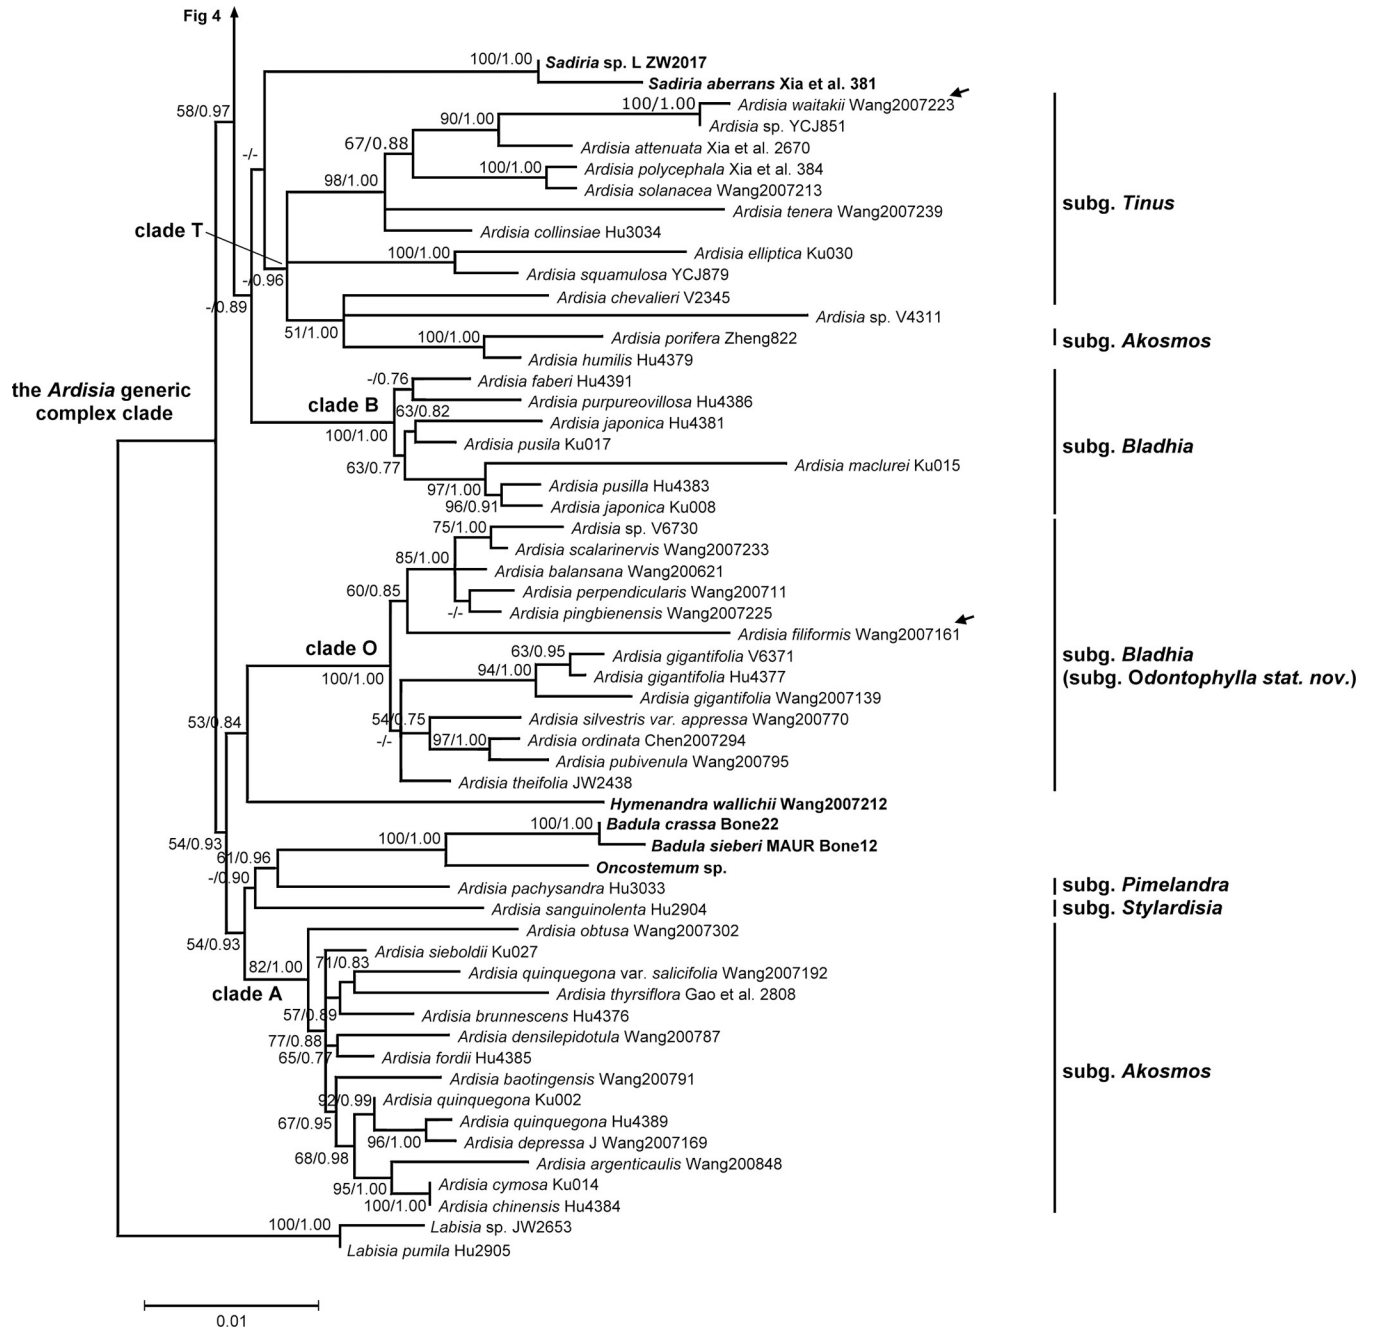 Fig 4
100/1.00
Sadiria sp. L ZW2017
Sadiria aberrans Xia et al. 381
58/0.97
100/1.00
Ardisia waitakii Wang2007223
90/1.00
Ardisia sp. YCJ851
67/0.88
Ardisia attenuata Xia et al. 2670
-/-
100/1.00
Ardisia polycephala Xia et al. 384
98/1.00
Ardisia solanacea Wang2007213
subg. Tinus
Ardisia tenera Wang2007239
clade T
Ardisia collinsiae Hu3034
100/1.00
Ardisia elliptica Ku030
Ardisia squamulosa YCJ879
-/0.96
Ardisia chevalieri V2345
-/0.89
Ardisia sp. V4311
51/1.00
100/1.00
Ardisia porifera Zheng822
subg. Akosmos
Ardisia humilis Hu4379
-/0.76
Ardisia faberi Hu4391
the Ardisia generic
complex clade
clade B
Ardisia purpureovillosa Hu4386
63/0.82
Ardisia japonica Hu4381
100/1.00
Ardisia pusila Ku017
subg. Bladhia
63/0.77
Ardisia maclurei Ku015
97/1.00
Ardisia pusilla Hu4383
96/0.91
Ardisia japonica Ku008
75/1.00
Ardisia sp. V6730
Ardisia scalarinervis Wang2007233
85/1.00
Ardisia balansana Wang200621
60/0.85
Ardisia perpendicularis Wang200711
-/-
Ardisia pingbienensis Wang2007225
Ardisia filiformis Wang2007161
clade O
63/0.95
Ardisia gigantifolia V6371
subg. Bladhia
(subg. Odontophylla stat. nov.)
94/1.00
Ardisia gigantifolia Hu4377
100/1.00
Ardisia gigantifolia Wang2007139
53/0.84
54/0.75
Ardisia silvestris var. appressa Wang200770
-/-
97/1.00
Ardisia ordinata Chen2007294
Ardisia pubivenula Wang200795
Ardisia theifolia JW2438
Hymenandra wallichii Wang2007212
100/1.00
Badula crassa Bone22
100/1.00
Badula sieberi MAUR Bone12
54/0.93
61/0.96
Oncostemum sp.
-/0.90
Ardisia pachysandra Hu3033
subg. Pimelandra
Ardisia sanguinolenta Hu2904
subg. Stylardisia
Ardisia obtusa Wang2007302
54/0.93
Ardisia sieboldii Ku027
82/1.00
71/0.83
Ardisia quinquegona var. salicifolia Wang2007192
clade A
Ardisia thyrsiflora Gao et al. 2808
57/0.89
Ardisia brunnescens Hu4376
77/0.88
Ardisia densilepidotula Wang200787
65/0.77
Ardisia fordii Hu4385
subg. Akosmos
Ardisia baotingensis Wang200791
92/0.99
Ardisia quinquegona Ku002
67/0.95
Ardisia quinquegona Hu4389
96/1.00
Ardisia depressa J Wang2007169
68/0.98
Ardisia argenticaulis Wang200848
95/1.00
Ardisia cymosa Ku014
100/1.00
Ardisia chinensis Hu4384
100/1.00
Labisia sp. JW2653
Labisia pumila Hu2905
0.01